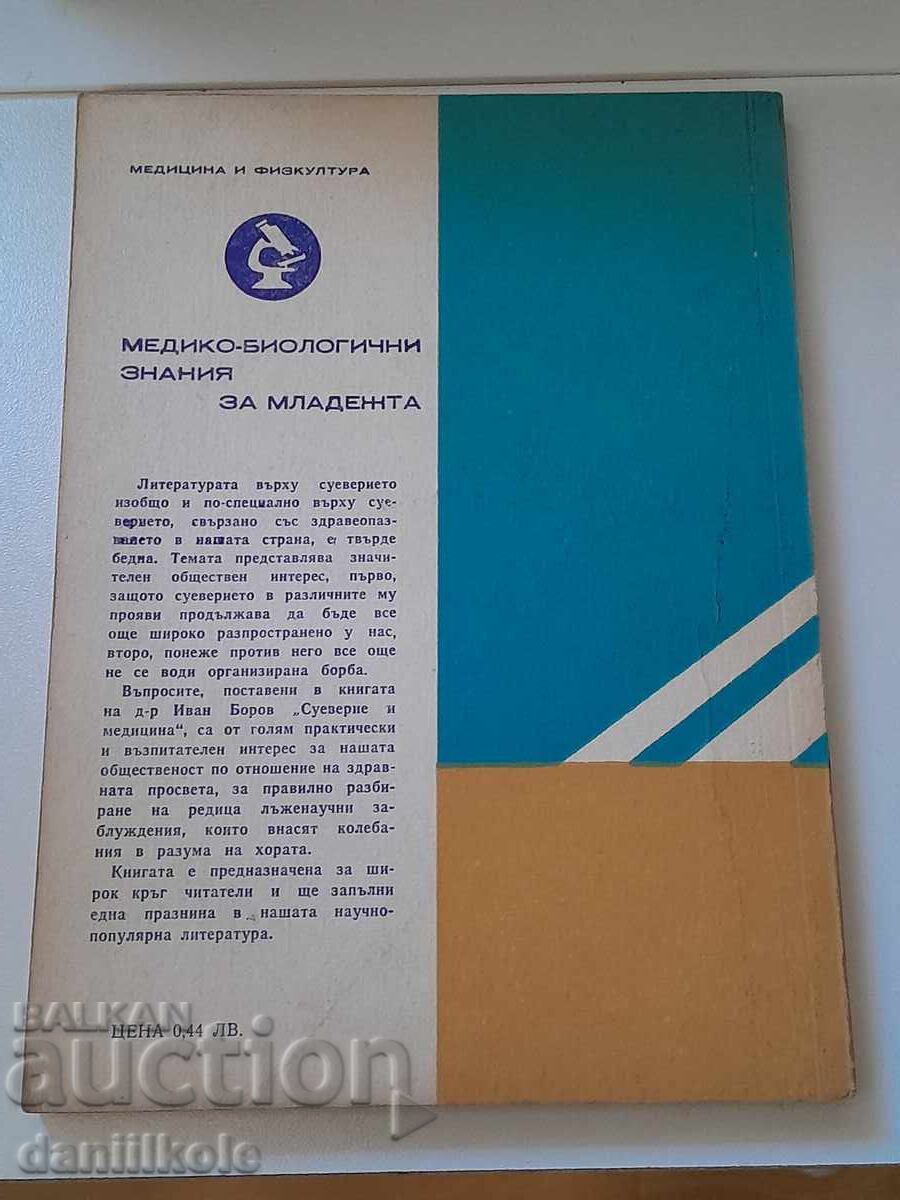 МЕДИЦИНА И ФИЗКУЛТУРА
МЕДИКО-БИОЛОГИЧНИ
ЗНАНИЯ
ЗА МЛАДЕЖТА
Литературата върху суеверието
изобщо и по-специално върху суе-
верието, свързано със здравеопаз-
ването в нашата страна, е твърде
бедна. Темата представлява значи-
телен обществен интерес, първо,
защото суеверието в различните му
прояви продължава да бъде все
още широко разпространено у нас,
второ, понеже против него все още
не се води организирана борба.
Въпросите, поставени в книгата
на д-р Иван Боров „Суеверие и
медицина“, са от голям практически
и възпитателен интерес за нашата
общественост по отношение на здрав-
ната просвета, за правилно разби-
ране на редица лъженаучни за-
блуждения, които внасят колеба-
ния в разума на хората.
Книгата е предназначена за ши-
рок кръг читатели и ще запълни
една празнина в нашата научно-
популярна литература.
ЦЕНА 0,44 ЛВ.
BALKAN
auction
daniilkole